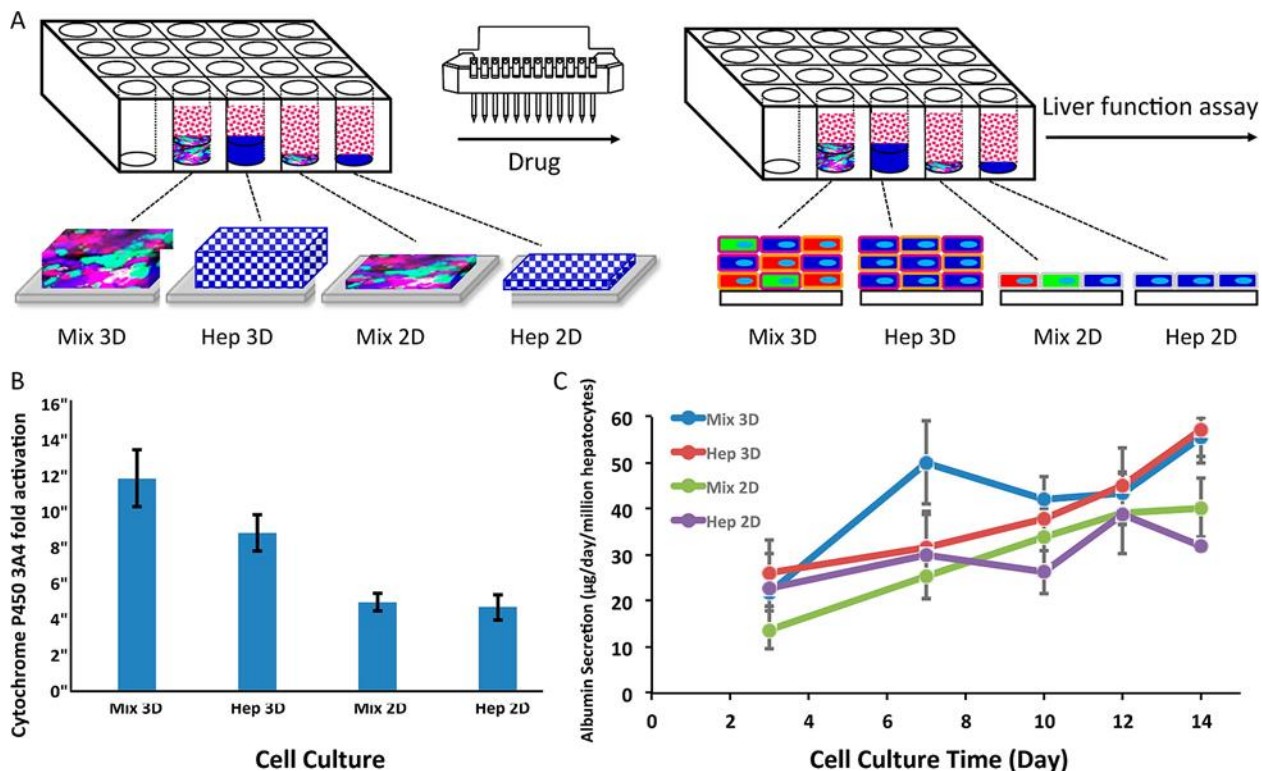 A
Drug
Liver function assay
Mix 3D
Hep 3D
Mix 2D
Hep 2D
Mix 3D
Hep 3D
Mix 2D
Hep 2D
B
Cytochrome P450 3A4 fold activation
16"
14"
12"
10"
8"
6"
4"
2"
0"
Mix 3D
Hep 3D
Mix 2D
Hep 2D
Cell Culture
C
Albumin Secretion (µg/day/million hepatocytes)
60
50
40
30
20
10
0
Mix 3D
Hep 3D
Mix 2D
Hep 2D
0
2
4
6
8
10
12
14
Cell Culture Time (Day)